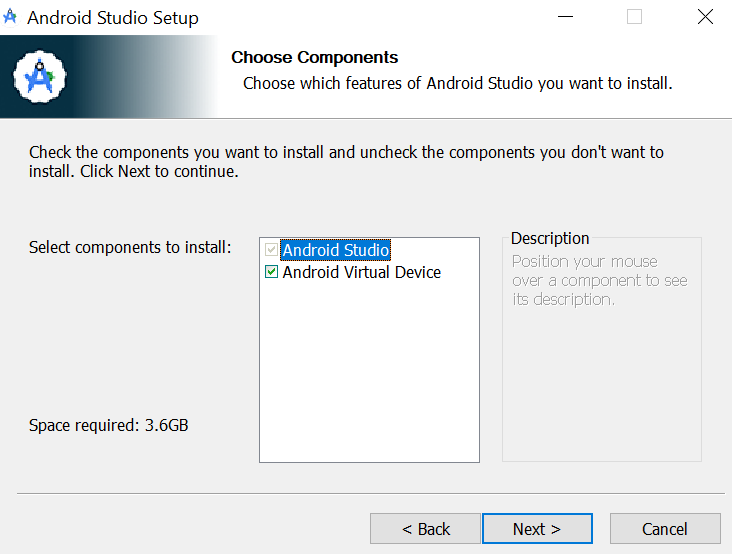 Android Studio Setup
Choose Components
Choose which features of Android Studio you want to install.
Check the components you want to install and uncheck the components you don't want to
install. Click Next to continue.
Select components to install:
Android Studio
Android Virtual Device
Description
Position your mouse
over a component to see
its description.
Space required: 3.6GB
< Back
Next >
Cancel